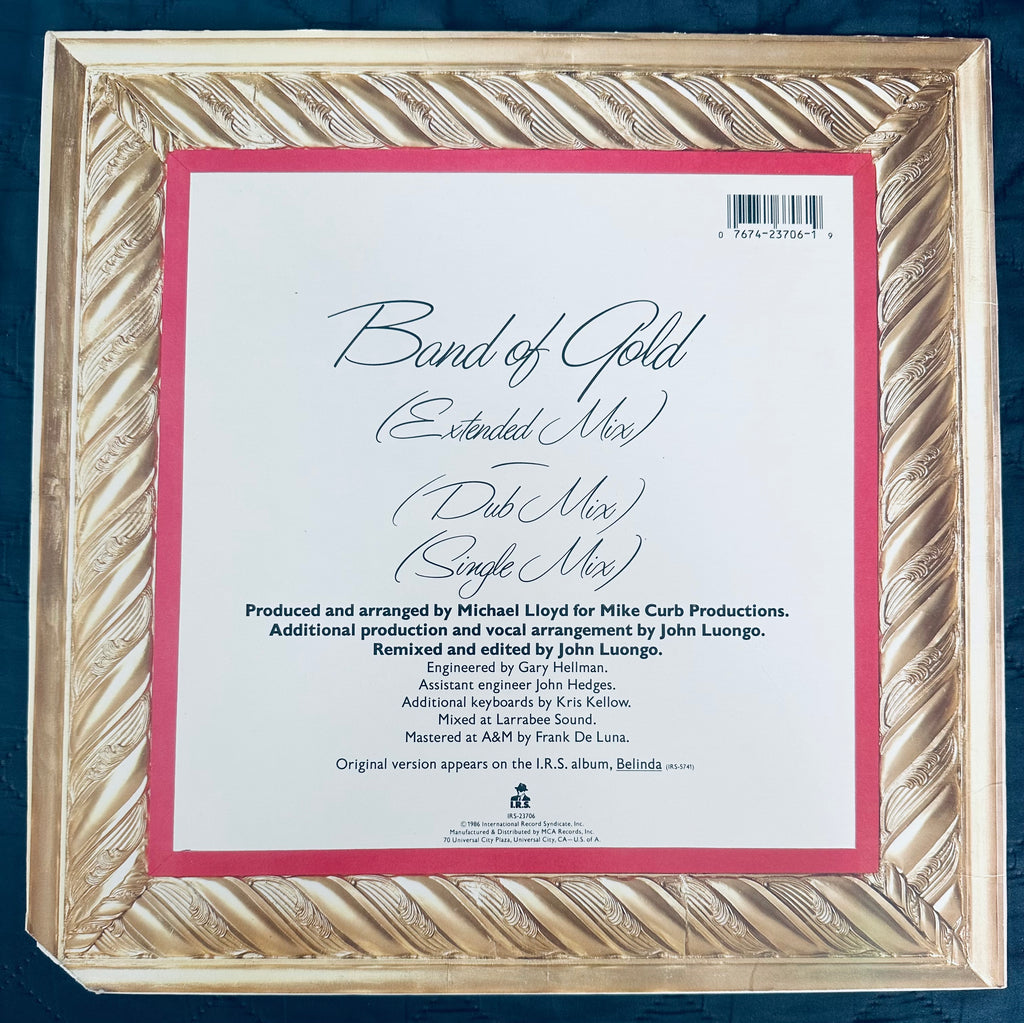 0 7674-23706-1 9
Band of Gold
(Extended Mix)
(Dub Mix)
(Single Mix)
Produced and arranged by Michael Lloyd for Mike Curb Productions.
Additional production and vocal arrangement by John Luongo.
Remixed and edited by John Luongo.
Engineered by Gary Hellman.
Assistant engineer John Hedges.
Additional keyboards by Kris Kellow.
Mixed at Larrabee Sound.
Mastered at A&M by Frank De Luna.
Original version appears on the I.R.S. album, Belinda (IRS-5741)
I.R.S.
IRS-23706
©1986 International Record Syndicate, Inc.
Manufactured & Distributed by MCA Records, Inc.
70 Universal City Plaza, Universal City, CA—U.S. of A.